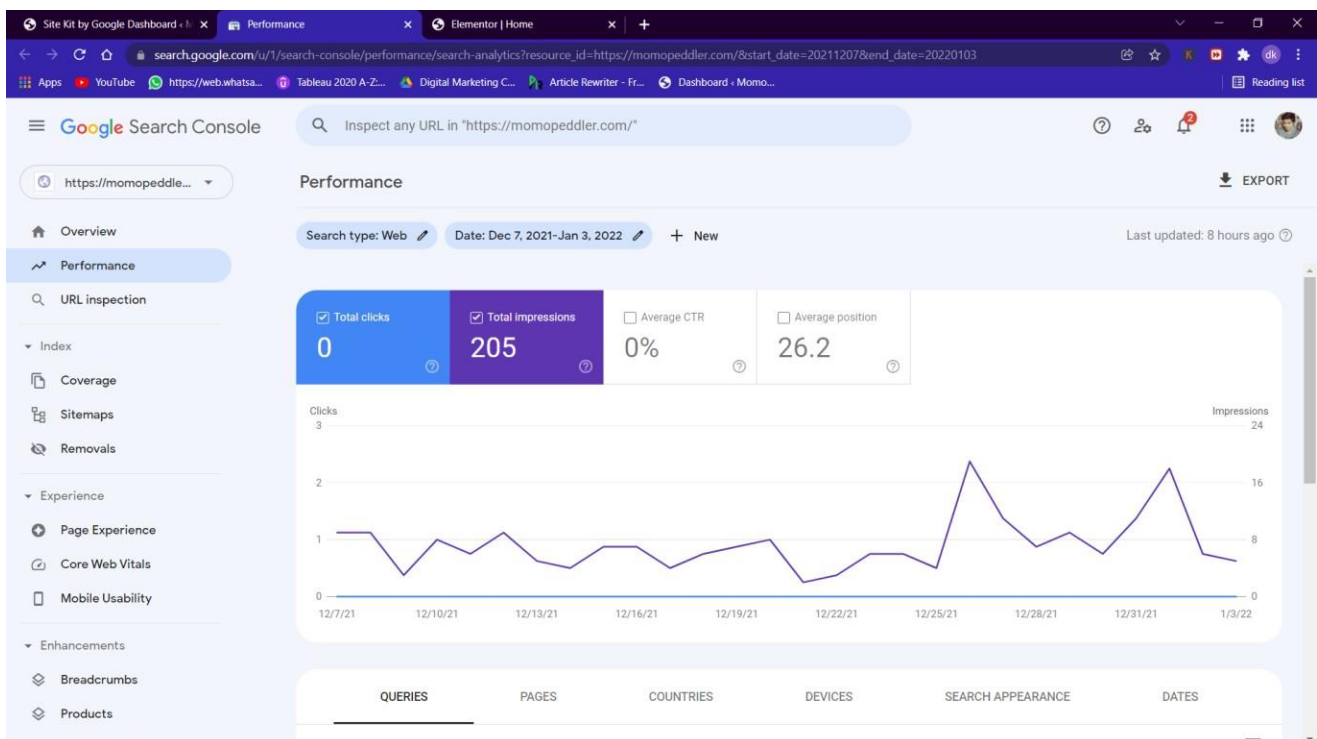 Site Kit by Google Dashboard ‹ M
Performance
Elementor | Home
search.google.com/u/1/search-console/performance/search-analytics?resource_id=https://momopeddler.com/&start_date=20211207&end_date=20220103
K
dk
Apps
YouTube
https://web.whatsa...
Tableau 2020 A-Z:...
Digital Marketing C...
Article Rewriter - Fr...
Dashboard ‹ Momo...
Reading list
Google Search Console
Inspect any URL in "https://momopeddler.com/"
2
https://momopeddle...
Performance
EXPORT
Overview
Search type: Web
Date: Dec 7, 2021-Jan 3, 2022
+ New
Last updated: 8 hours ago
Performance
URL inspection
Total clicks
0
Total impressions
205
Average CTR
0%
Average position
26.2
Index
Coverage
Sitemaps
Removals
Experience
Page Experience
Core Web Vitals
Mobile Usability
Enhancements
Breadcrumbs
Products
Clicks
Impressions
3
24
2
16
1
8
0
0
12/7/21
12/10/21
12/13/21
12/16/21
12/19/21
12/22/21
12/25/21
12/28/21
12/31/21
1/3/22
QUERIES
PAGES
COUNTRIES
DEVICES
SEARCH APPEARANCE
DATES